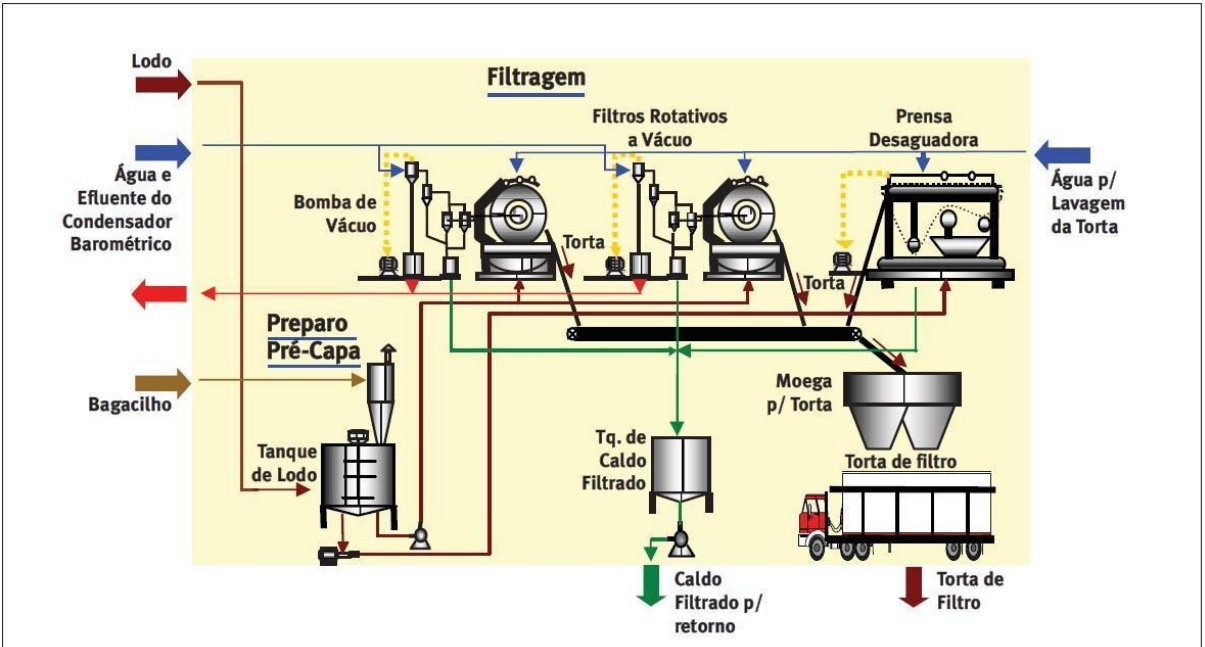 Lodo
Filtragem
Filtros Rotativos
a Vácuo
Prensa
Desaguadora
Água e
Efluente do
Condensador
Barométrico
Bomba de
Vácuo
Água p/
Lavagem
da Torta
Torta
Torta
Preparo
Pré-Capa
Bagacilho
Moega
p/ Torta
Tanque
de Lodo
Tq. de
Caldo
Filtrado
Torta de filtro
Caldo
Filtrado p/
retorno
Torta de
Filtro